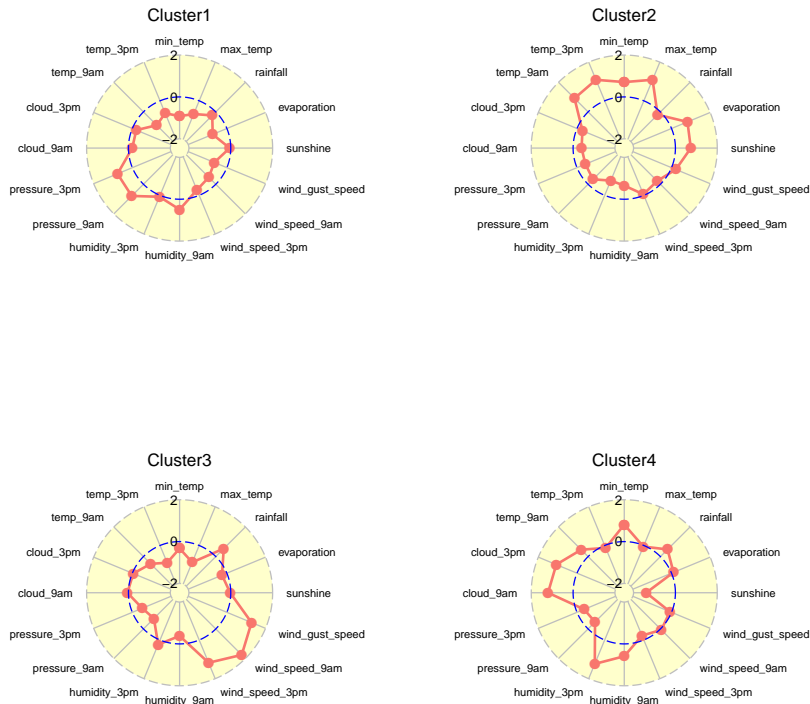 Cluster1
min_temp
max_temp
rainfall
evaporation
sunshine
wind_gust_speed
wind_speed_9am
wind_speed_3pm
humidity_9am
humidity_3pm
pressure_9am
pressure_3pm
cloud_9am
cloud_3pm
temp_9am
temp_3pm
2
0
−2
Cluster2
min_temp
max_temp
rainfall
evaporation
sunshine
wind_gust_speed
wind_speed_9am
wind_speed_3pm
humidity_9am
humidity_3pm
pressure_9am
pressure_3pm
cloud_9am
cloud_3pm
temp_9am
temp_3pm
2
0
−2
Cluster3
min_temp
max_temp
rainfall
evaporation
sunshine
wind_gust_speed
wind_speed_9am
wind_speed_3pm
humidity_9am
humidity_3pm
pressure_9am
pressure_3pm
cloud_9am
cloud_3pm
temp_9am
temp_3pm
2
0
−2
Cluster4
min_temp
max_temp
rainfall
evaporation
sunshine
wind_gust_speed
wind_speed_9am
wind_speed_3pm
humidity_9am
humidity_3pm
pressure_9am
pressure_3pm
cloud_9am
cloud_3pm
temp_9am
temp_3pm
2
0
−2